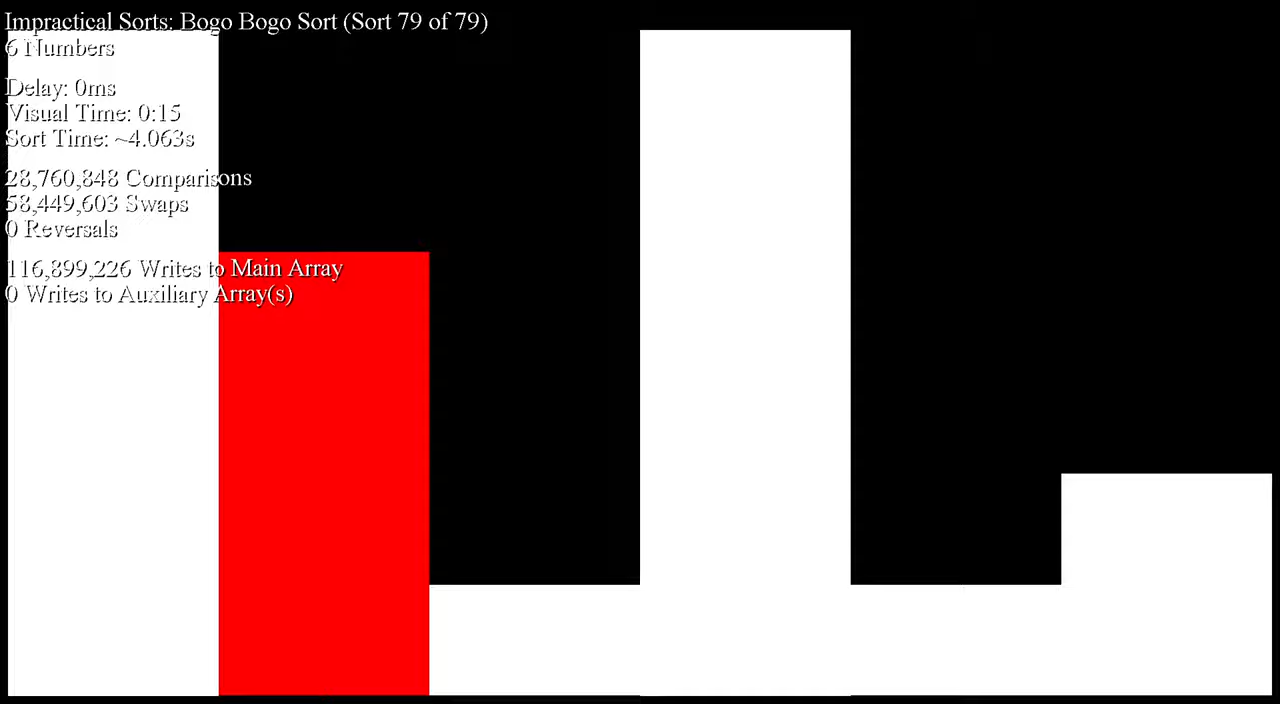 Impractical Sorts: Bogo Bogo Sort (Sort 79 of 79)
6 Numbers
Delay: 0ms
Visual Time: 0:15
Sort Time: ~4.063s
28,760,848 Comparisons
58,449,603 Swaps
0 Reversals
116,899,226 Writes to Main Array
0 Writes to Auxiliary Array(s)